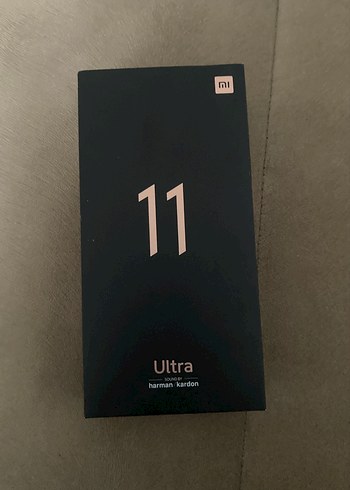 mi
11
Ultra
SOUND BY
harman / kardon